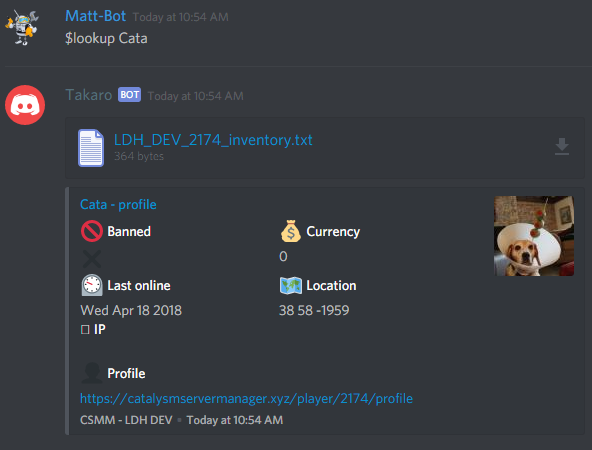 Matt-Bot Today at 10:54 AM
$lookup Cata
Takaro BOT Today at 10:54 AM
LDH_DEV_2174_inventory.txt
364 bytes
Cata - profile
Banned Currency
0
Last online Location
Wed Apr 18 2018 38 58 -1959
IP
Profile
https://catalysmservermanager.xyz/player/2174/profile
CSMM - LDH DEV • Today at 10:54 AM